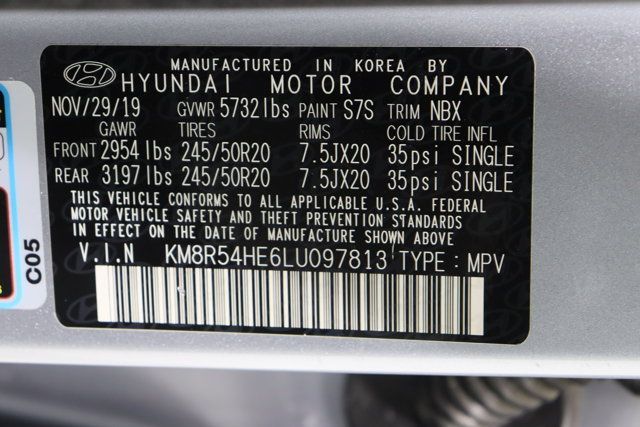 MANUFACTURED IN KOREA BY
HYUNDAI MOTOR COMPANY
NOV/29/19 GVWR 5732lbs PAINT S7S TRIM NBX
GAWR TIRES RIMS COLD TIRE INFL
FRONT 2954lbs 245/50R20 7.5JX20 35psi SINGLE
REAR 3197lbs 245/50R20 7.5JX20 35psi SINGLE
THIS VEHICLE CONFORMS TO ALL APPLICABLE U.S.A. FEDERAL
MOTOR VEHICLE SAFETY AND THEFT PREVENTION STANDARDS
IN EFFECT ON THE DATE OF MANUFACTURE SHOWN ABOVE.
V.I.N KM8R54HE6LU097813 TYPE : MPV
C05